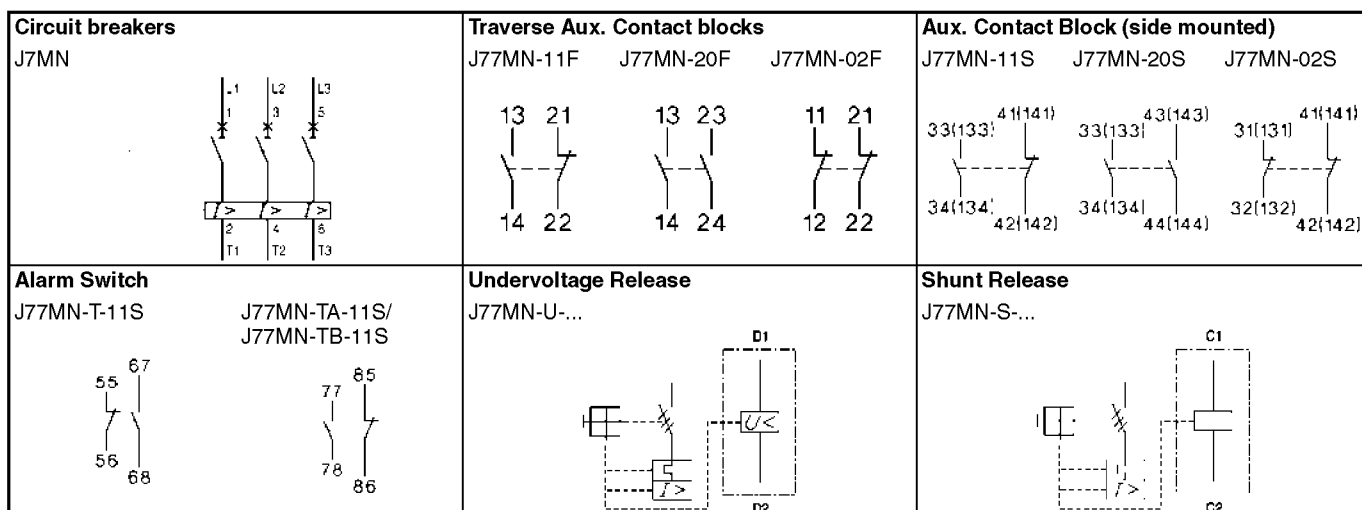 Circuit breakers
J7MN
L1 L2 L3
1 3 5
> > >
2 4 6
T1 T2 T3
Traverse Aux. Contact blocks
J77MN-11F J77MN-20F J77MN-02F
13 21 13 23 11 21
14 22 14 24 12 22
Aux. Contact Block (side mounted)
J77MN-11S J77MN-20S J77MN-02S
33(133) 41(141) 33(133) 43(143) 31(131) 41(141)
34(134) 42(142) 34(134) 44(144) 32(132) 42(142)
Alarm Switch
J77MN-T-11S J77MN-TA-11S/
J77MN-TB-11S
55 67 77 85
56 68 78 86
Undervoltage Release
J77MN-U-...
D1
U<
I>
D2
Shunt Release
J77MN-S-...
C1
I>
C2